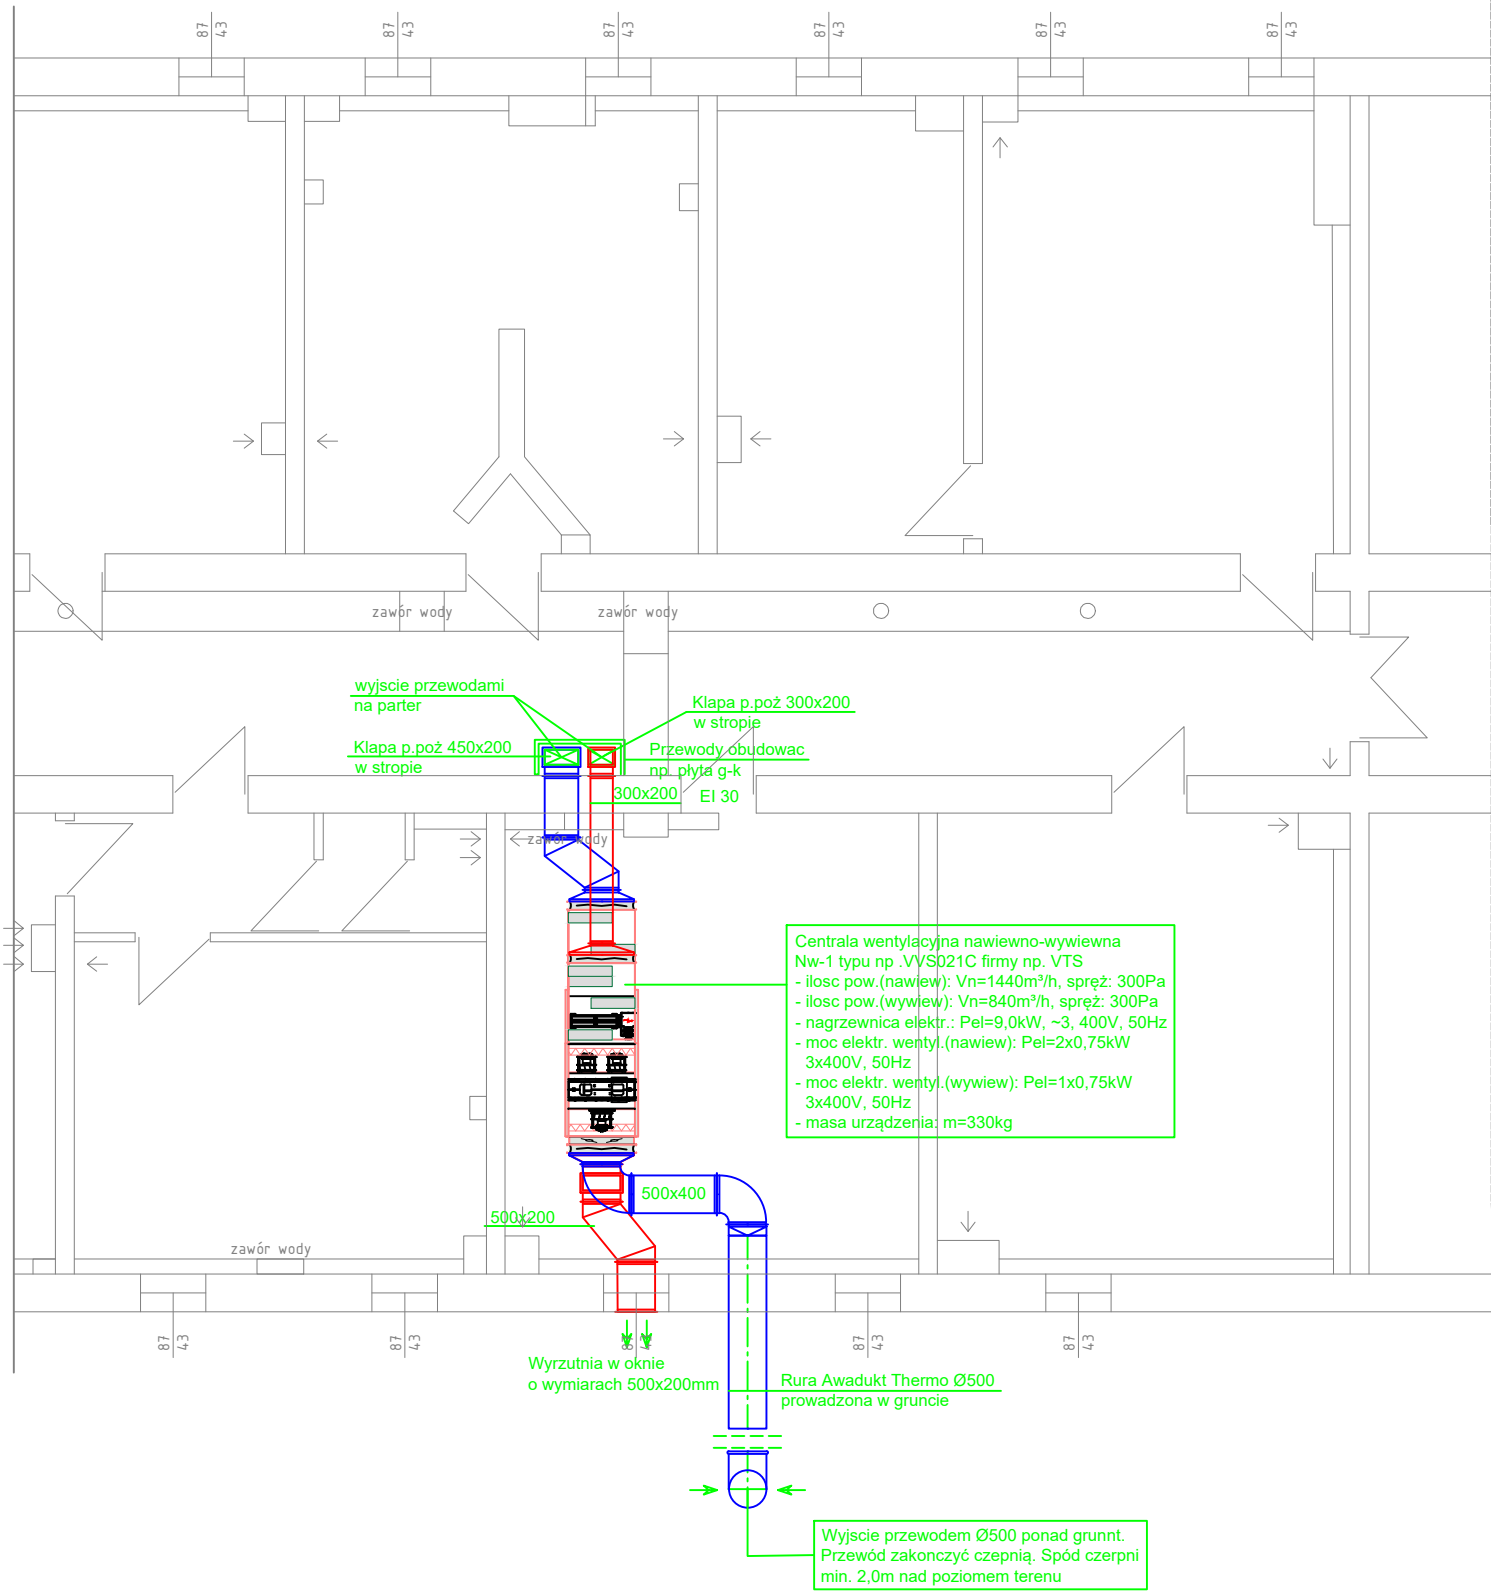 87
43
87
43
87
43
87
43
87
43
87
43
zawór wody
zawór wody
wyjscie przewodami
na parter
Klapa p.poż 300x200
w stropie
Klapa p.poż 450x200
w stropie
Przewody obudowac
np. płyta g-k
300x200
EI 30
zawór wody
Centrala wentylacyjna nawiewno-wywiewna
Nw-1 typu np .VVS021C firmy np. VTS
- ilosc pow.(nawiew): Vn=1440m³/h, spręż: 300Pa
- ilosc pow.(wywiew): Vn=840m³/h, spręż: 300Pa
- nagrzewnica elektr.: Pel=9,0kW, ~3, 400V, 50Hz
- moc elektr. wentyl.(nawiew): Pel=2x0,75kW
3x400V, 50Hz
- moc elektr. wentyl.(wywiew): Pel=1x0,75kW
3x400V, 50Hz
- masa urządzenia: m=330kg
500x400
500x200
zawór wody
87
43
87
43
87
43
87
43
87
43
Wyrzutnia w oknie
o wymiarach 500x200mm
Rura Awadukt Thermo Ø500
prowadzona w gruncie
Wyjscie przewodem Ø500 ponad grunnt.
Przewód zakonczyć czepnią. Spód czerpni
min. 2,0m nad poziomem terenu